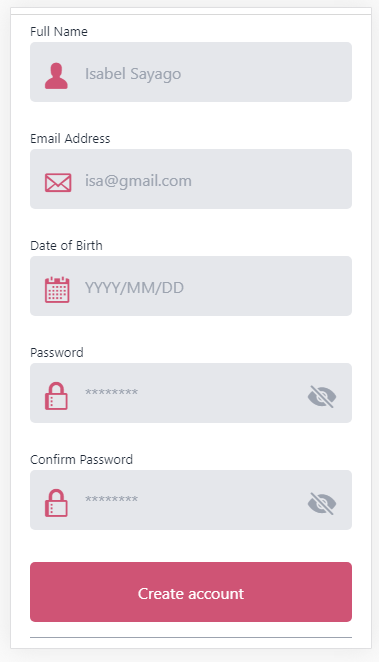 Full Name
Isabel Sayago
Email Address
isa@gmail.com
Date of Birth
YYYY/MM/DD
Password
********
Confirm Password
********
Create account